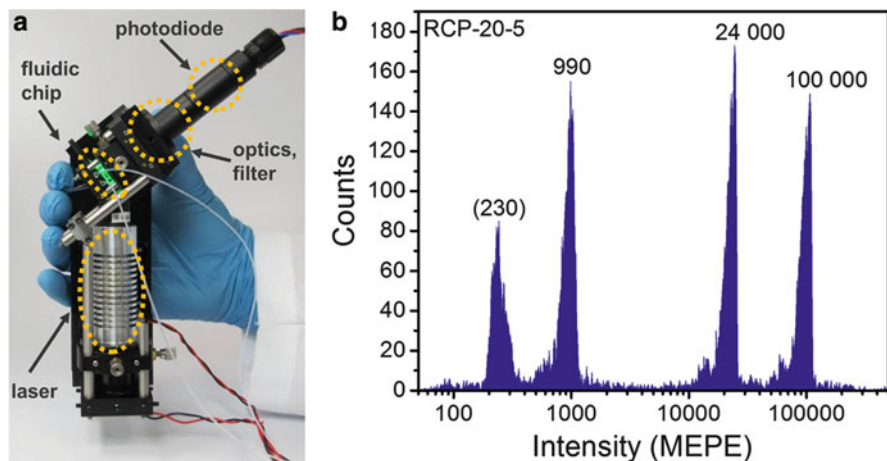 a
photodiode
fluidic
chip
optics,
filter
laser
b
RCP-20-5
(230)
990
24 000
100 000
180
160
140
120
100
80
60
40
20
0
Counts
100
1000
10000
100000
Intensity (MEPE)